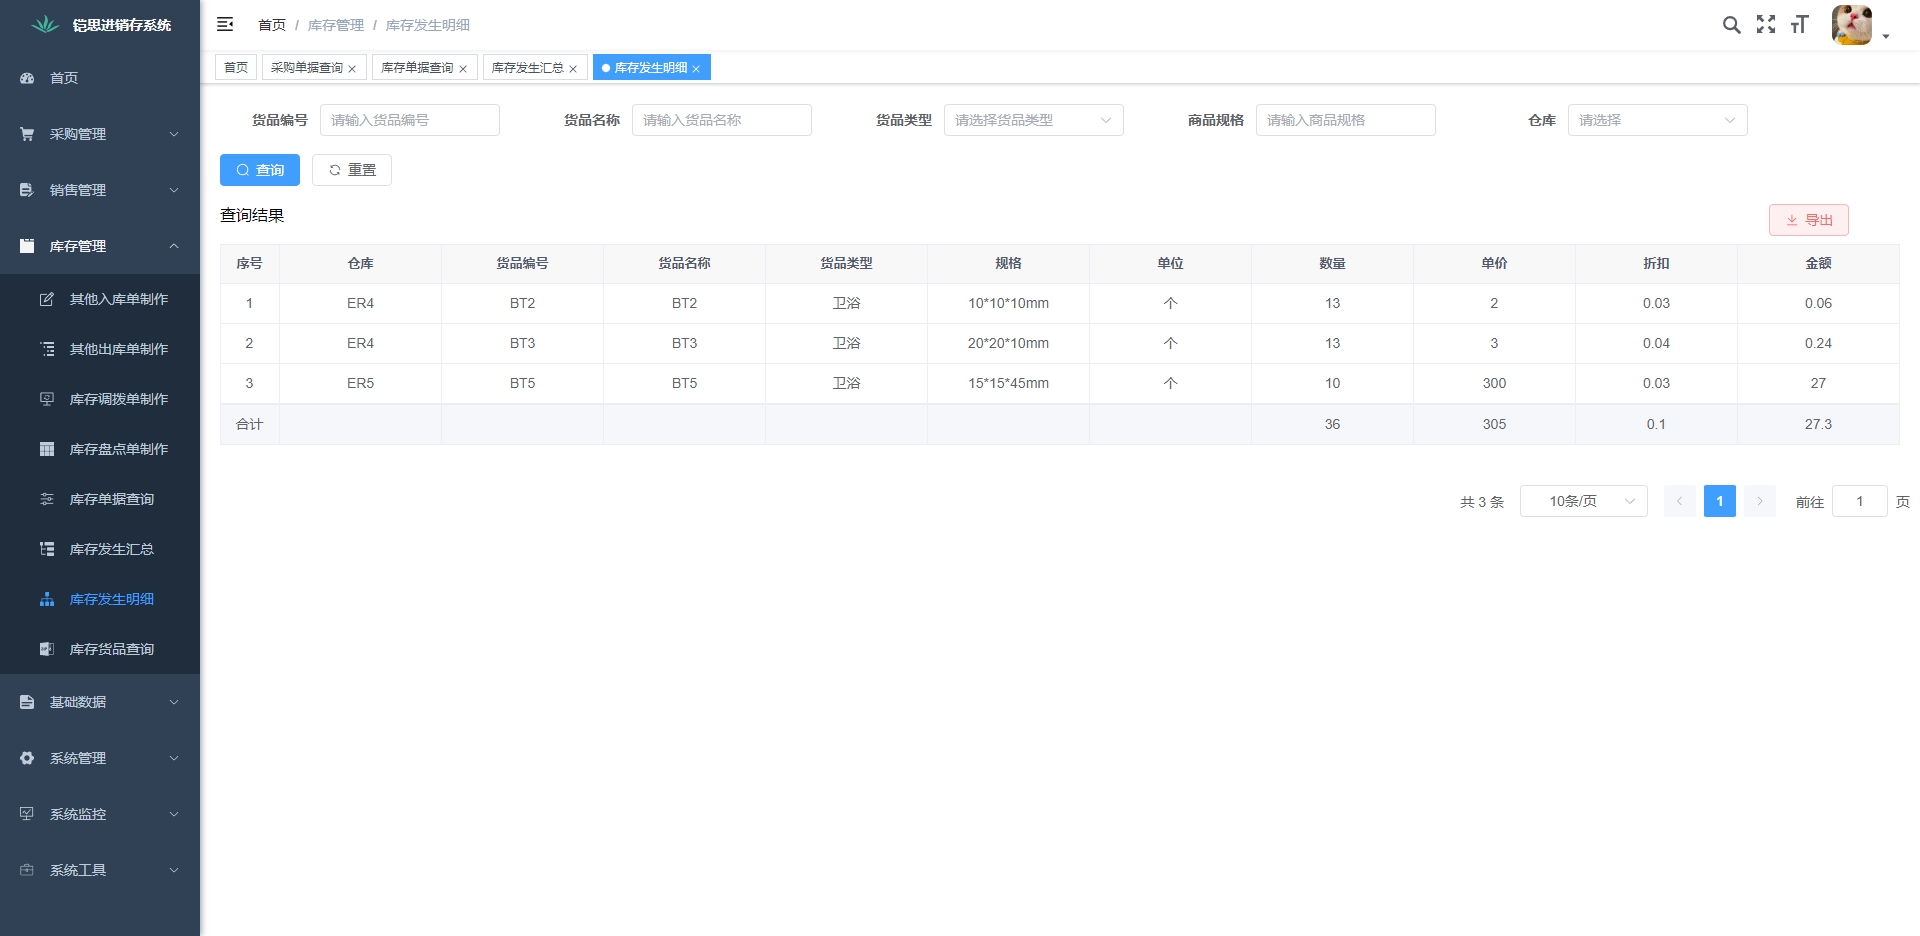 铠思进销存系统
首页
采购管理
销售管理
库存管理
其他入库单制作
其他出库单制作
库存调拨单制作
库存盘点单制作
库存单据查询
库存发生汇总
库存发生明细
库存货品查询
基础数据
系统管理
系统监控
系统工具
首页 / 库存管理 / 库存发生明细
首页 采购单据查询 × 库存单据查询 × 库存发生汇总 × 库存发生明细 ×
货品编号 请输入货品编号 货品名称 请输入货品名称 货品类型 请选择货品类型 商品规格 请输入商品规格 仓库 请选择
查询 重置
查询结果 导出
序号 仓库 货品编号 货品名称 货品类型 规格 单位 数量 单价 折扣 金额
1 ER4 BT2 BT2 卫浴 10*10*10mm 个 13 2 0.03 0.06
2 ER4 BT3 BT3 卫浴 20*20*10mm 个 13 3 0.04 0.24
3 ER5 BT5 BT5 卫浴 15*15*45mm 个 10 300 0.03 27
合计 36 305 0.1 27.3
共 3 条 10条/页 1 前往 1 页